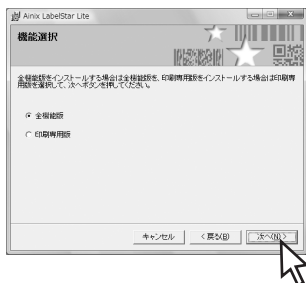 Ainix LabelStar Lite
機能選択
全機能版をインストールする場合は全機能版を、印刷専用版をインストールする場合は印刷専
用版を選択して、次へボタンを押してください。
全機能版
印刷専用版
キャンセル
< 戻る(B)
次へ(N) >